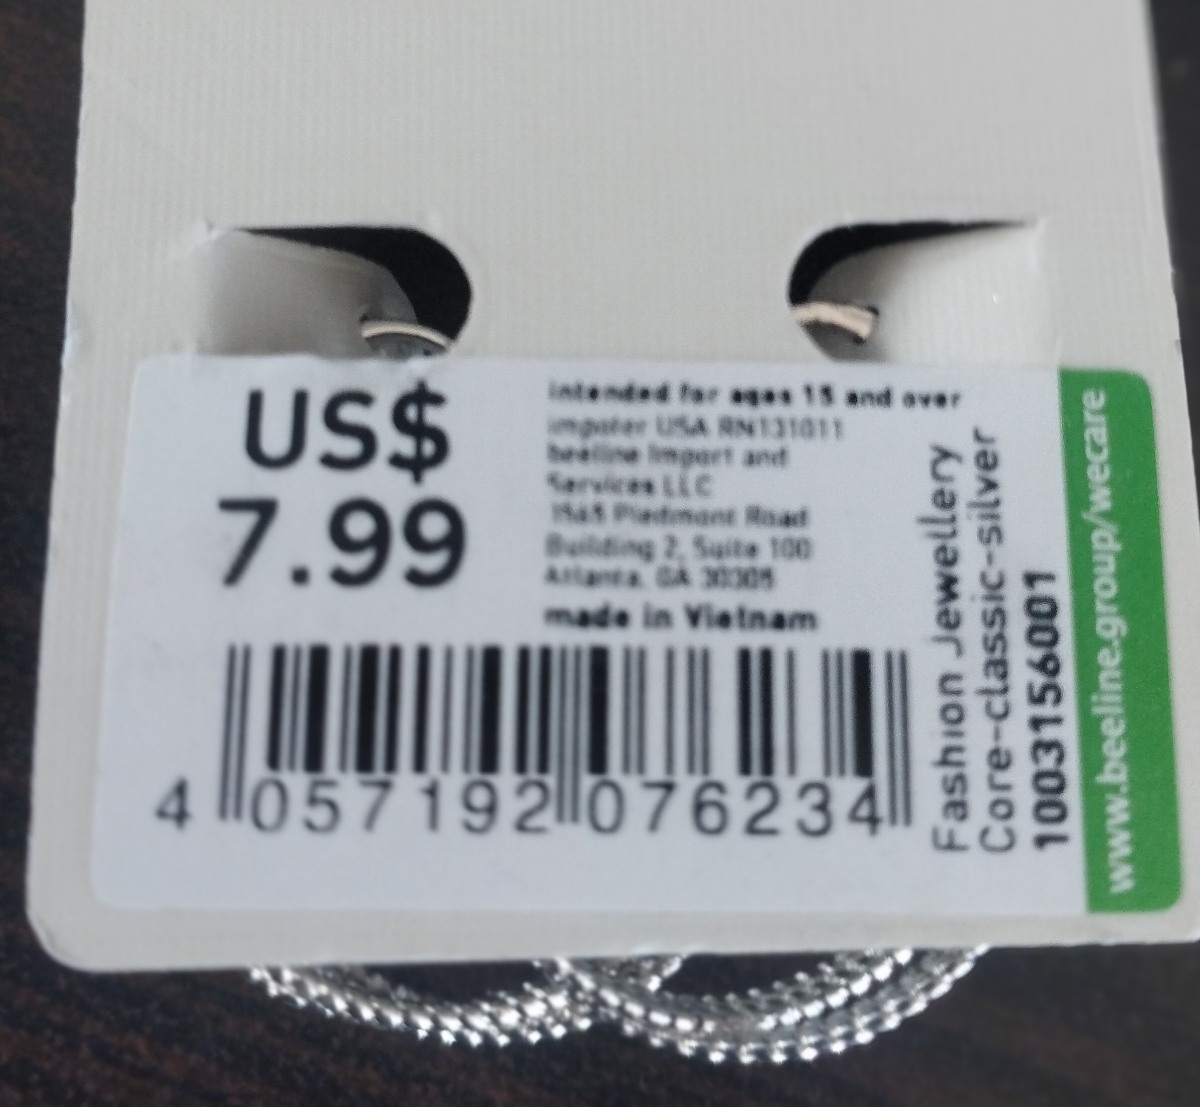 US$
7.99
intended for ages 15 and over
impoter USA RN131011
beeline Import and
Services LLC
Piedmont Road
Building 2, Suite 100
Atlanta, GA 30305
made in Vietnam
4 057192 076234
Fashion Jewellery
Core-classic-silver
1003156001
www.beeline.group/wecare